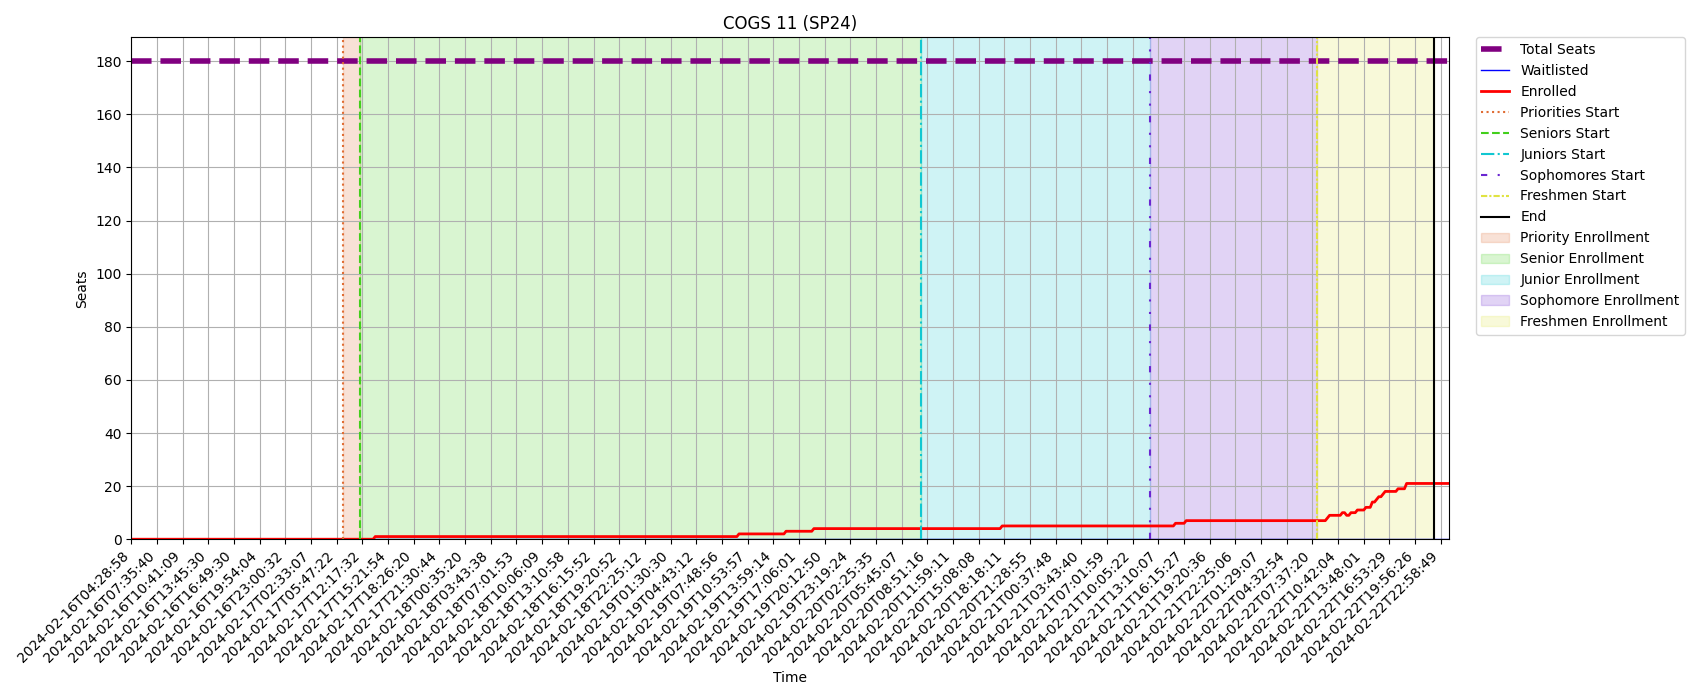 COGS 11 (SP24)
Seats
180
160
140
120
100
80
60
40
20
0
2024-02-16T04:28:58
2024-02-16T07:35:40
2024-02-16T10:41:09
2024-02-16T13:45:30
2024-02-16T16:49:30
2024-02-16T19:54:04
2024-02-16T23:00:32
2024-02-17T02:33:07
2024-02-17T05:47:22
2024-02-17T12:17:32
2024-02-17T15:21:54
2024-02-17T18:26:20
2024-02-17T21:30:44
2024-02-18T00:35:20
2024-02-18T03:43:38
2024-02-18T07:01:53
2024-02-18T10:06:09
2024-02-18T13:10:58
2024-02-18T16:15:52
2024-02-18T19:20:52
2024-02-18T22:25:12
2024-02-19T01:30:30
2024-02-19T04:43:12
2024-02-19T07:48:56
2024-02-19T10:53:57
2024-02-19T13:59:14
2024-02-19T17:06:01
2024-02-19T20:12:50
2024-02-19T23:19:24
2024-02-20T02:25:35
2024-02-20T05:45:07
2024-02-20T08:51:16
2024-02-20T11:59:11
2024-02-20T15:08:08
2024-02-20T18:18:11
2024-02-20T21:28:55
2024-02-21T00:37:48
2024-02-21T03:43:40
2024-02-21T07:01:59
2024-02-21T10:05:22
2024-02-21T13:10:07
2024-02-21T16:15:27
2024-02-21T19:20:36
2024-02-21T22:25:06
2024-02-22T01:29:07
2024-02-22T04:32:54
2024-02-22T07:37:20
2024-02-22T10:42:04
2024-02-22T13:48:01
2024-02-22T16:53:29
2024-02-22T19:56:26
2024-02-22T22:58:49
Time
Total Seats
Waitlisted
Enrolled
Priorities Start
Seniors Start
Juniors Start
Sophomores Start
Freshmen Start
End
Priority Enrollment
Senior Enrollment
Junior Enrollment
Sophomore Enrollment
Freshmen Enrollment